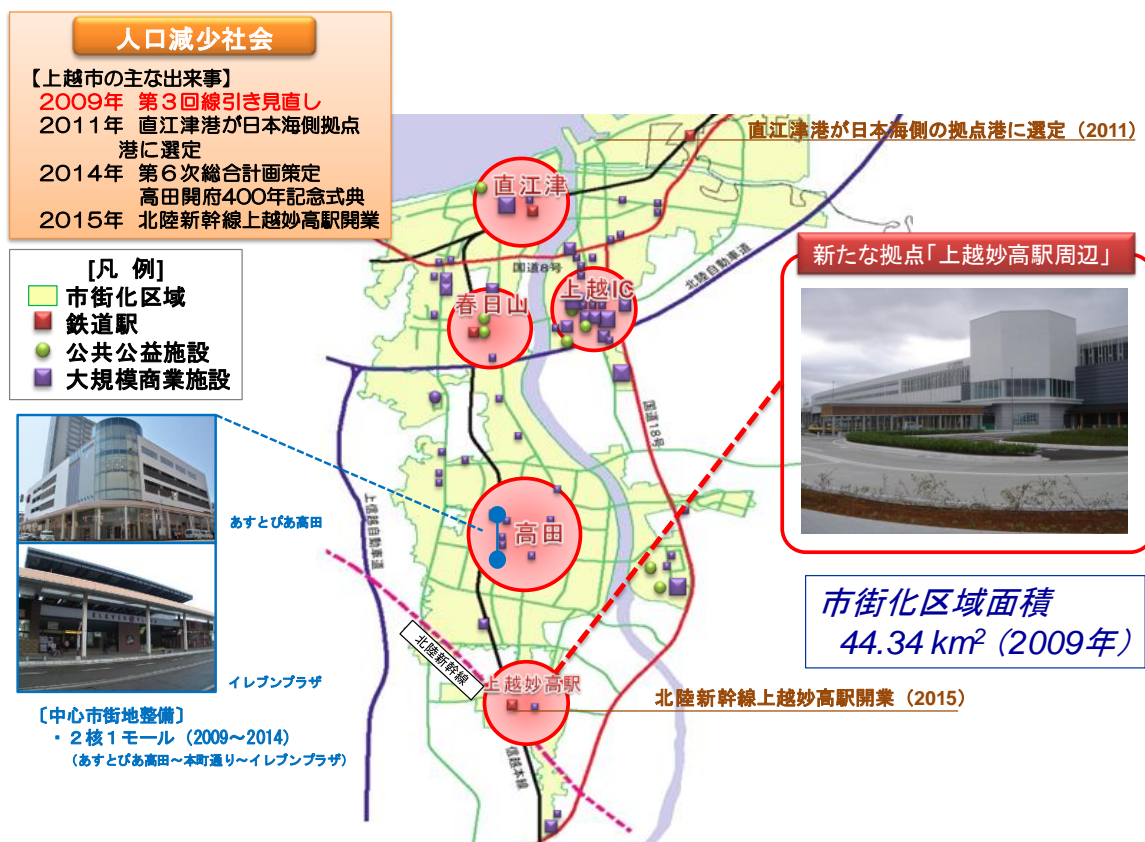 人口減少社会
【上越市の主な出来事】
2009年 第3回線引き見直し
2011年 直江津港が日本海側拠点
港に選定
2014年 第6次総合計画策定
高田開府400年記念式典
2015年 北陸新幹線上越妙高駅開業
[凡 例]
市街化区域
鉄道駅
公共公益施設
大規模商業施設
直江津港が日本海側の拠点港に選定（2011）
直江津
国道8号
北陸自動車道
春日山
上越IC
新たな拠点「上越妙高駅周辺」
国道18号
上信越自動車道
高田
あすとぴあ高田
イレブンプラザ
〔中心市街地整備〕
・２核１モール（2009～2014）
（あすとぴあ高田～本町通り～イレブンプラザ）
北陸新幹線
上越妙高駅
信越本線
北陸新幹線上越妙高駅開業（2015）
市街化区域面積
44.34 km²（2009年）